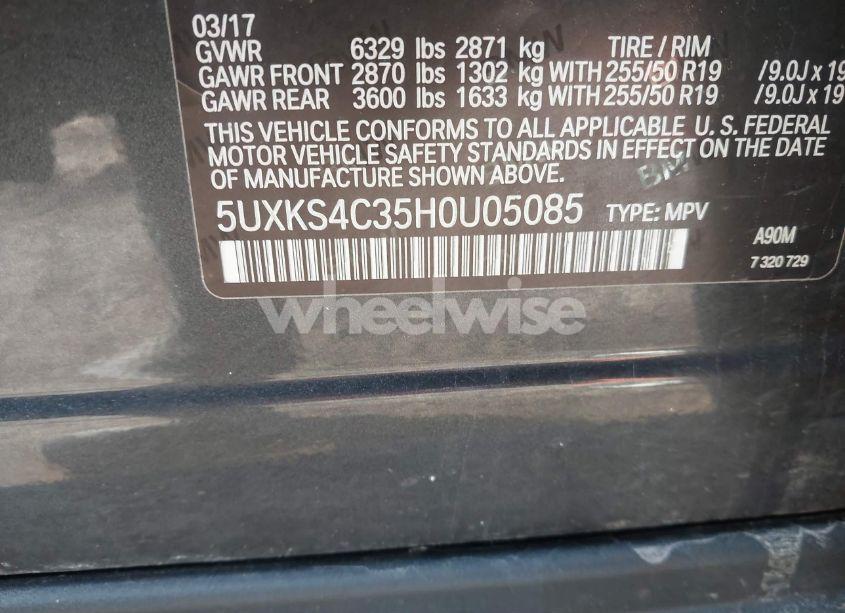 03/17
GVWR 6329 lbs 2871 kg TIRE / RIM
GAWR FRONT 2870 lbs 1302 kg WITH 255/50 R19 /9.0J x 19
GAWR REAR 3600 lbs 1633 kg WITH 255/50 R19 /9.0J x 19
THIS VEHICLE CONFORMS TO ALL APPLICABLE U. S. FEDERAL
MOTOR VEHICLE SAFETY STANDARDS IN EFFECT ON THE DATE
OF MANUFACTURE SHOWN ABOVE.
BMW
5UXKS4C35H0U05085 TYPE: MPV
A90M
7 320 729
wheelwise